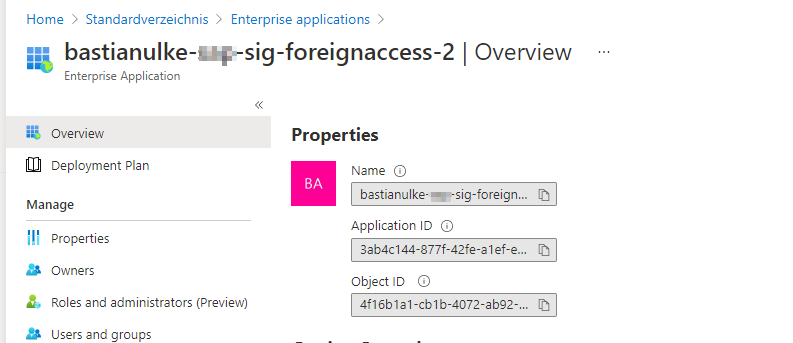 Home > Standardverzeichnis > Enterprise applications >
bastianulke- -sig-foreignaccess-2 | Overview ...
Enterprise Application
«
Overview
Deployment Plan
Manage
Properties
Owners
Roles and administrators (Preview)
Users and groups
Properties
BA
Name
bastianulke- -sig-foreign...
Application ID
3ab4c144-877f-42fe-a1ef-e...
Object ID
4f16b1a1-cb1b-4072-ab92-...